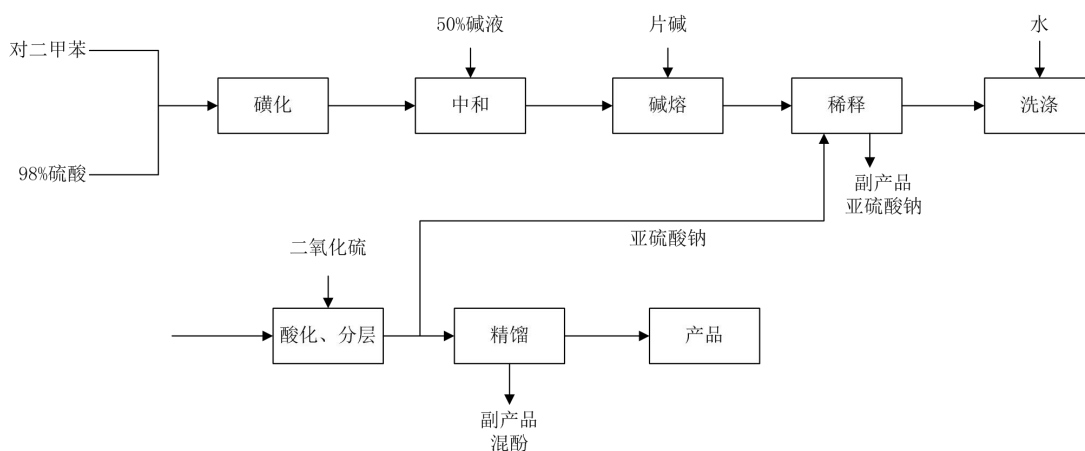 50%碱液
片碱
水
对二甲苯
磺化
中和
碱熔
稀释
洗涤
98%硫酸
副产品
亚硫酸钠
亚硫酸钠
二氧化硫
酸化、分层
精馏
产品
副产品
混酚